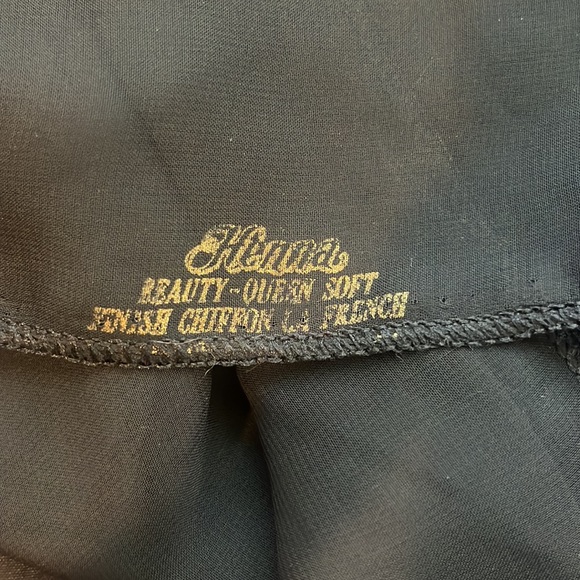 Henna
BEAUTY-QUEEN SOFT
FINISH CHIFFON LA FRENCH